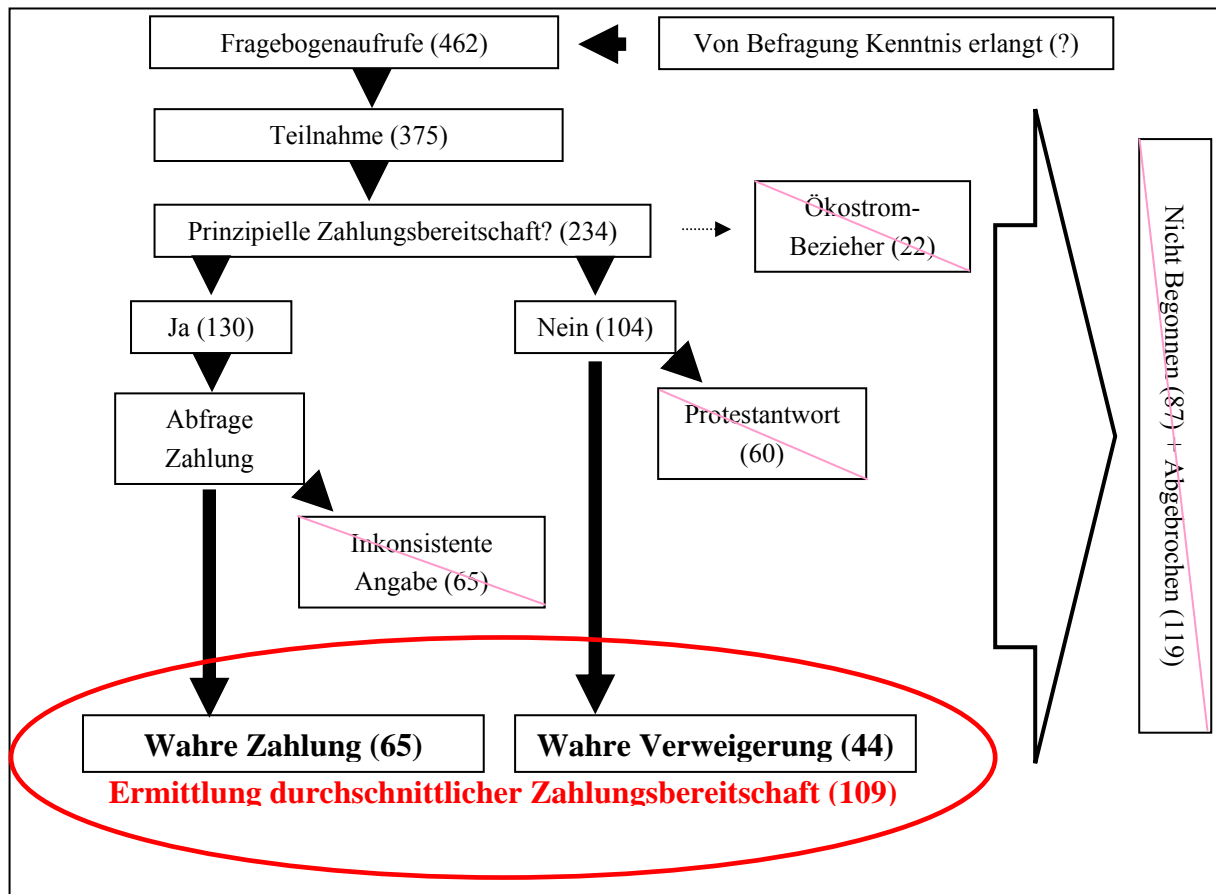 Fragebogenaufrufe (462)
Von Befragung Kenntnis erlangt (?)
Teilnahme (375)
Prinzipielle Zahlungsbereitschaft? (234)
Ökostrom-
Bezieher (22)
Ja (130)
Nein (104)
Abfrage
Zahlung
Protestantwort
(60)
Inkonsistente
Angabe (65)
Wahre Zahlung (65)
Wahre Verweigerung (44)
Ermittlung durchschnittlicher Zahlungsbereitschaft (109)
Nicht Begonnen (87) + Abgebrochen (119)